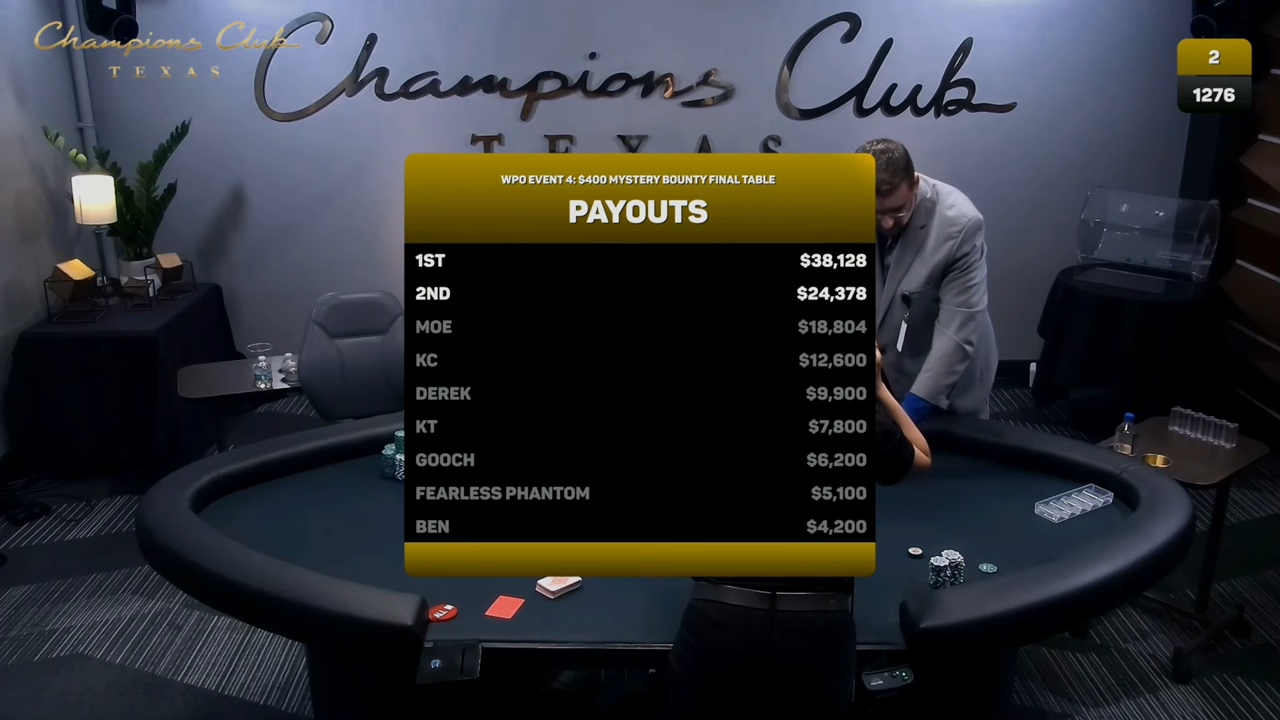 Champions Club
TEXAS
Champions Club
TEXAS
2
1276
WPO EVENT 4: $400 MYSTERY BOUNTY FINAL TABLE
PAYOUTS
1ST $38,128
2ND $24,378
MOE $18,804
KC $12,600
DEREK $9,900
KT $7,800
GOOCH $6,200
FEARLESS PHANTOM $5,100
BEN $4,200